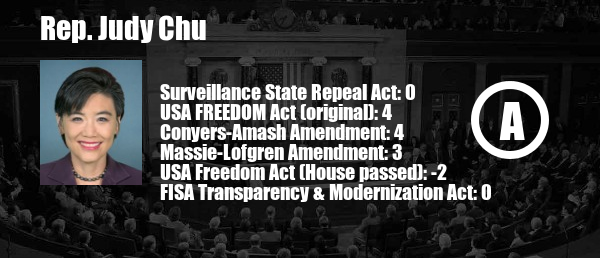 Rep. Judy Chu
Surveillance State Repeal Act: 0
USA FREEDOM Act (original): 4
Conyers-Amash Amendment: 4
Massie-Lofgren Amendment: 3
USA Freedom Act (House passed): -2
FISA Transparency & Modernization Act: 0
A